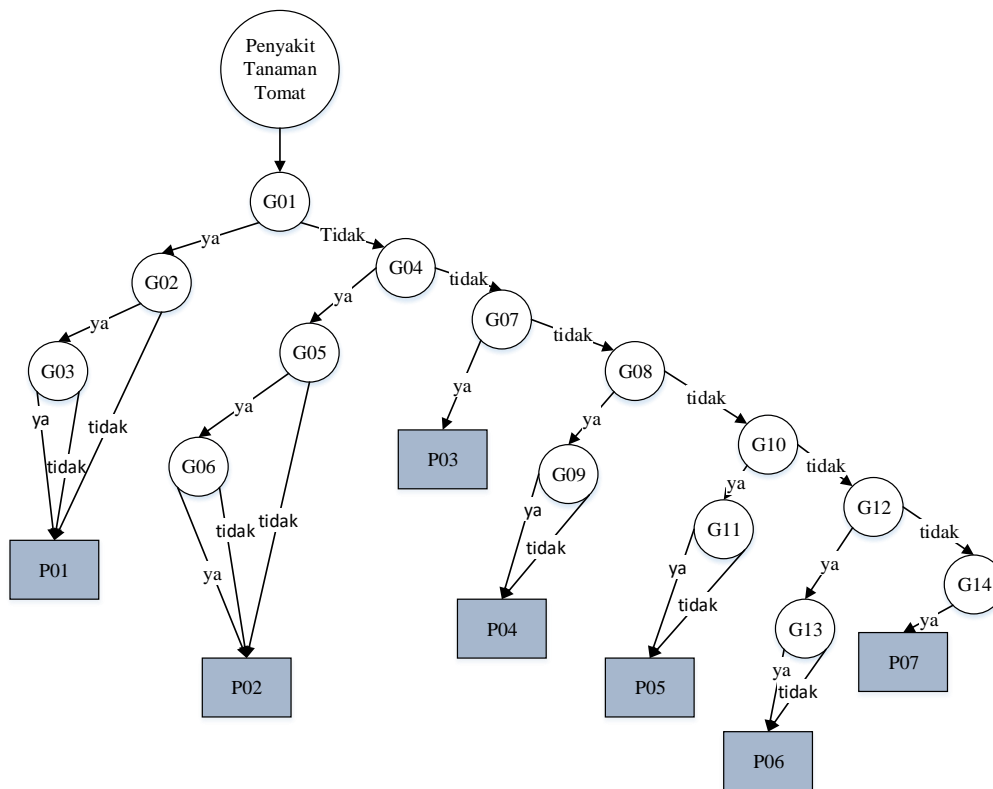 Penyakit
Tanaman
Tomat
G01
ya
Tidak
G02
G04
ya
tidak
ya
tidak
G03
G05
G07
tidak
G08
ya
tidak
ya
tidak
ya
tidak
ya
ya
tidak
G06
P03
G09
G10
ya
tidak
G12
ya
tidak
ya
tidak
G11
ya
tidak
P01
P02
P04
ya
tidak
G13
G14
ya
P05
ya
tidak
P07
P06